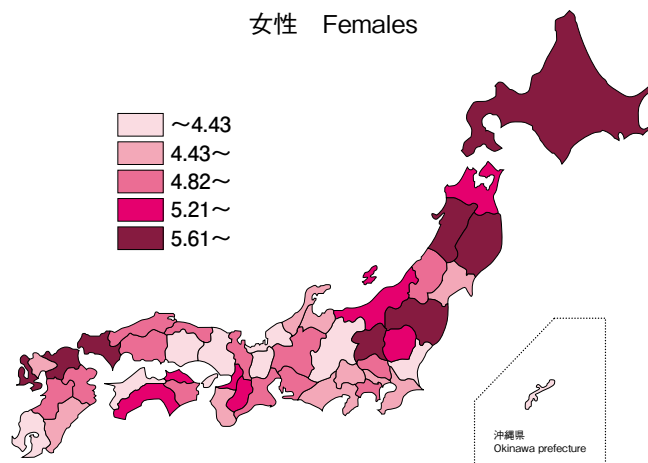 女性　Females
～4.43
4.43～
4.82～
5.21～
5.61～
沖縄県
Okinawa prefecture